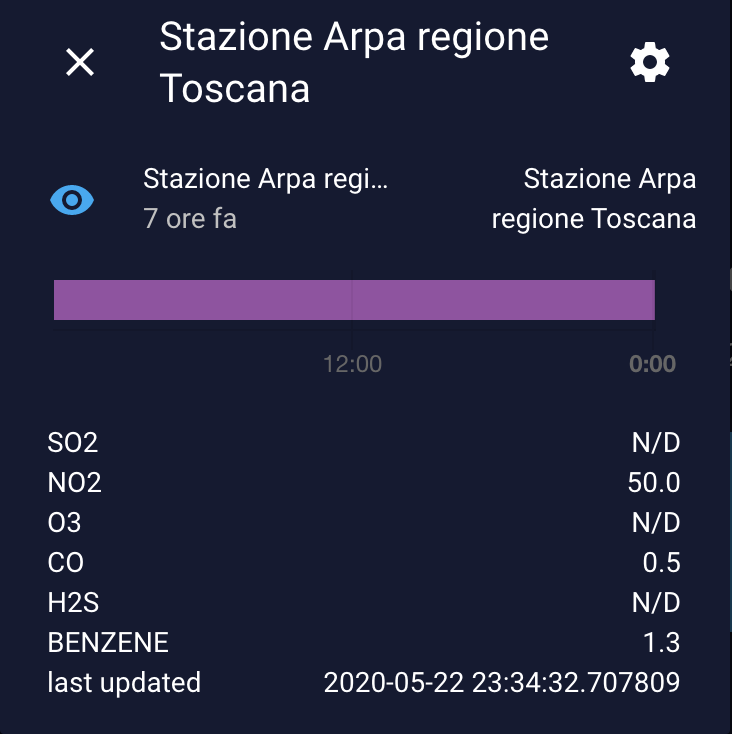 Stazione Arpa regione
Toscana
Stazione Arpa regi...
7 ore fa
Stazione Arpa
regione Toscana
12:00
0:00
SO2 N/D
NO2 50.0
O3 N/D
CO 0.5
H2S N/D
BENZENE 1.3
last updated 2020-05-22 23:34:32.707809